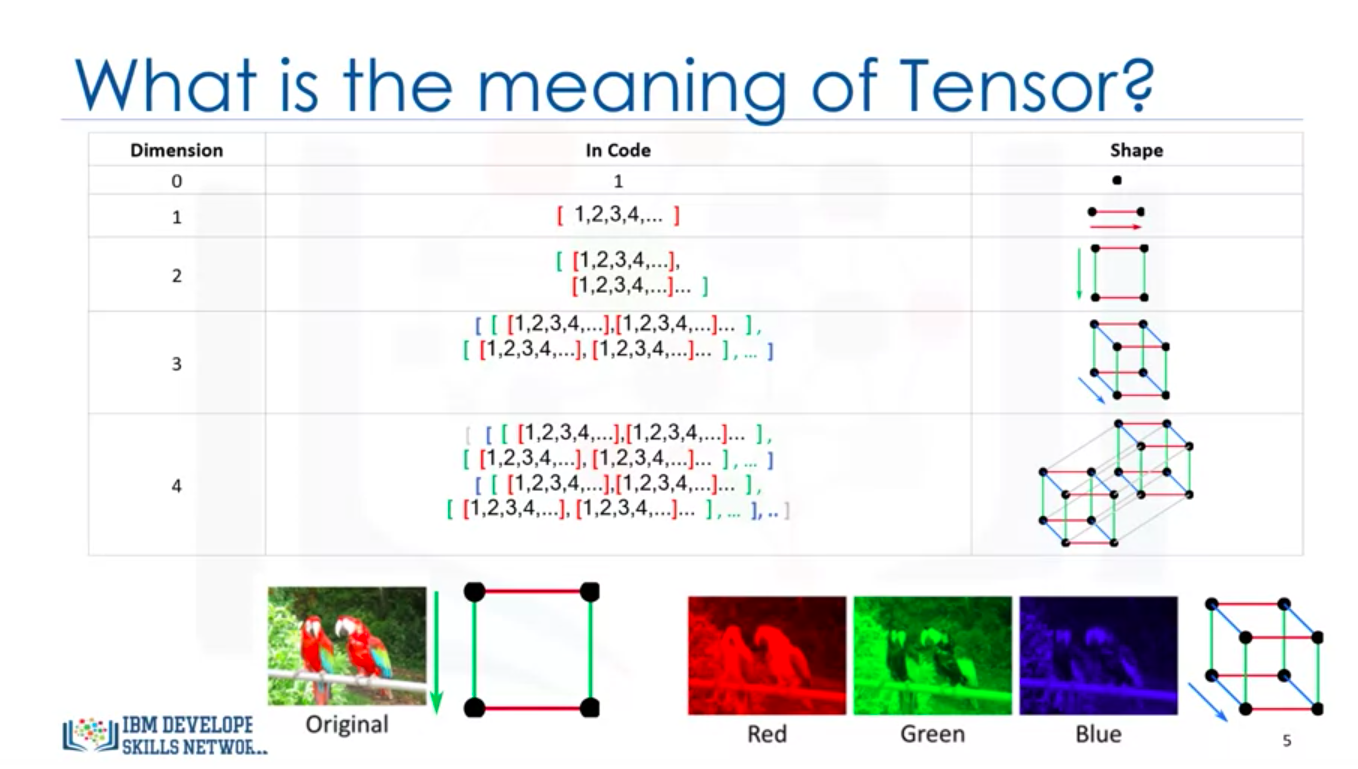 What is the meaning of Tensor?
Dimension In Code Shape
0 1
1 [ 1,2,3,4,... ]
2
[ [1,2,3,4,...],
[1,2,3,4,...]... ]
3
[ [ [1,2,3,4,...],[1,2,3,4,...]... ],
[ [1,2,3,4,...], [1,2,3,4,...]... ] , ... ]
4
[ [ [ [1,2,3,4,...],[1,2,3,4,...]... ],
[ [1,2,3,4,...], [1,2,3,4,...]... ] , ... ]
[ [ [1,2,3,4,...],[1,2,3,4,...]... ],
[ [1,2,3,4,...], [1,2,3,4,...]... ] , ... ], .. ]
Original
Red Green Blue
IBM DEVELOPE
SKILLS NETWOR...
5